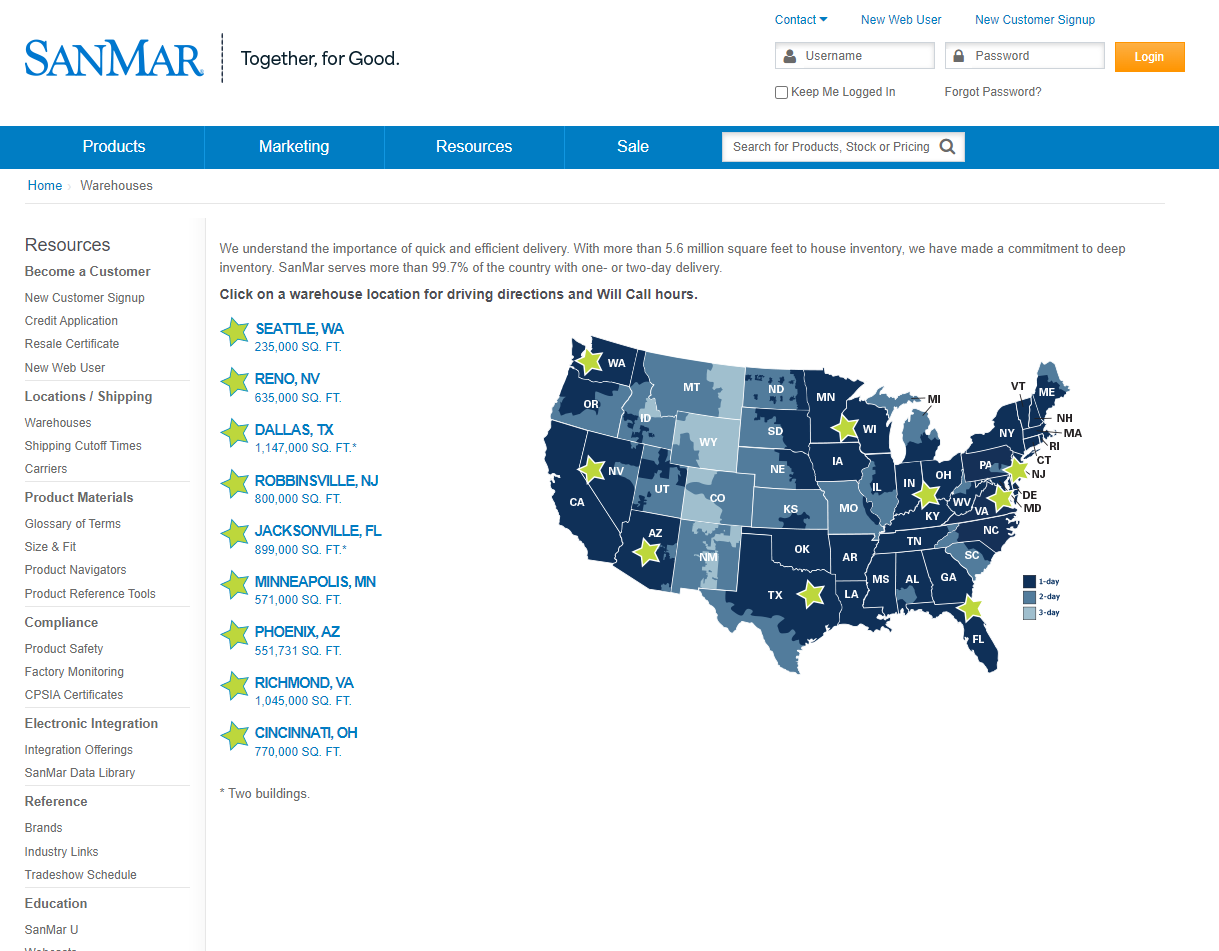 Contact
New Web User
New Customer Signup
SANMAR
Together, for Good.
Username
Password
Login
Keep Me Logged In
Forgot Password?
Products
Marketing
Resources
Sale
Search for Products, Stock or Pricing
Home › Warehouses
Resources
Become a Customer
New Customer Signup
Credit Application
Resale Certificate
New Web User
Locations / Shipping
Warehouses
Shipping Cutoff Times
Carriers
Product Materials
Glossary of Terms
Size & Fit
Product Navigators
Product Reference Tools
Compliance
Product Safety
Factory Monitoring
CPSIA Certificates
Electronic Integration
Integration Offerings
SanMar Data Library
Reference
Brands
Industry Links
Tradeshow Schedule
Education
SanMar U
Webcasts
We understand the importance of quick and efficient delivery. With more than 5.6 million square feet to house inventory, we have made a commitment to deep
inventory. SanMar serves more than 99.7% of the country with one- or two-day delivery.
Click on a warehouse location for driving directions and Will Call hours.
SEATTLE, WA
235,000 SQ. FT.
RENO, NV
635,000 SQ. FT.
DALLAS, TX
1,147,000 SQ. FT.*
ROBBINSVILLE, NJ
800,000 SQ. FT.
JACKSONVILLE, FL
899,000 SQ. FT.*
MINNEAPOLIS, MN
571,000 SQ. FT.
PHOENIX, AZ
551,731 SQ. FT.
RICHMOND, VA
1,045,000 SQ. FT.
CINCINNATI, OH
770,000 SQ. FT.
* Two buildings.
WA
OR
CA
NV
ID
MT
WY
UT
AZ
CO
NM
ND
SD
NE
KS
OK
TX
MN
IA
MO
AR
LA
WI
IL
MI
IN
OH
KY
TN
MS
AL
GA
FL
SC
NC
VA
WV
PA
NY
VT
ME
NH
MA
RI
CT
NJ
DE
MD
1-day
2-day
3-day